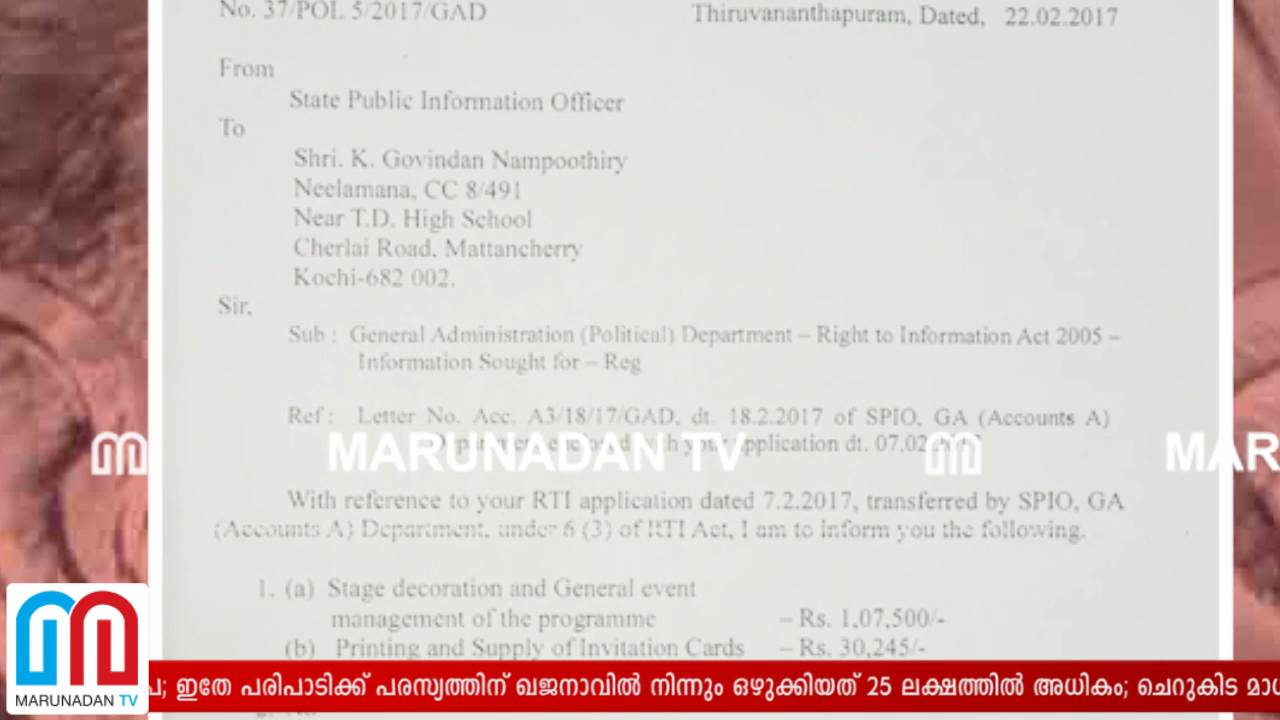 No. 37/POL 5/2017/GAD Thiruvananthapuram, Dated, 22.02.2017
From
State Public Information Officer
To
Shri. K. Govindan Nampoothiry
Neelamana, CC 8/491
Near T.D. High School
Cherlai Road, Mattancherry
Kochi-682 002.
Sir,
Sub : General Administration (Political) Department – Right to Information Act 2005 –
Information Sought for – Reg
Ref : Letter No. Acc. A3/18/17/GAD, dt. 18.2.2017 of SPIO, GA (Accounts A)
with your application dt. 07.02
MARUNADAN TV
MAR
With reference to your RTI application dated 7.2.2017, transferred by SPIO, GA
(Accounts A) Department, under 6 (3) of RTI Act, I am to inform you the following.
1. (a) Stage decoration and General event
management of the programme – Rs. 1,07,500/-
(b) Printing and Supply of Invitation Cards – Rs. 30,245/-
; ഇതേ പരിപാടിക്ക് പരസ്യത്തിന് ഖജനാവിൽ നിന്നും ഒഴുക്കിയത് 25 ലക്ഷത്തിൽ അധികം; ചെറുകിട
MARUNADAN TV